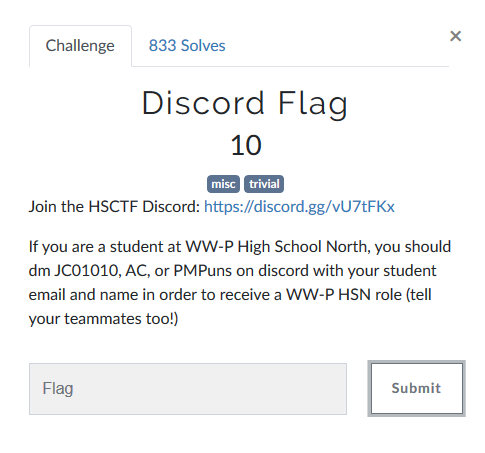 Challenge
833 Solves
×
Discord Flag
10
misc trivial
Join the HSCTF Discord: https://discord.gg/vU7tFKx
If you are a student at WW-P High School North, you should
dm JC01010, AC, or PMPuns on discord with your student
email and name in order to receive a WW-P HSN role (tell
your teammates too!)
Flag
Submit